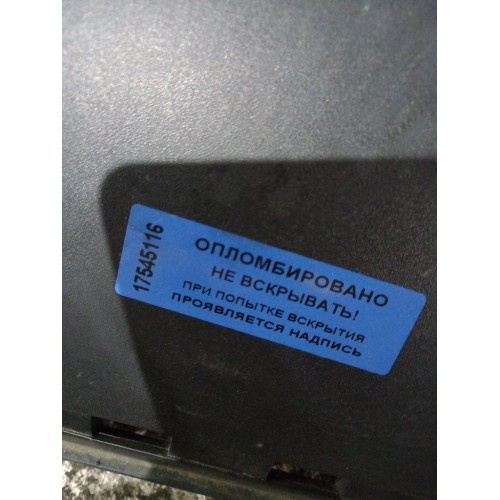 17545116
ОПЛОМБИРОВАНО
НЕ ВСКРЫВАТЬ!
ПРИ ПОПЫТКЕ ВСКРЫТИЯ
ПРОЯВЛЯЕТСЯ НАДПИСЬ